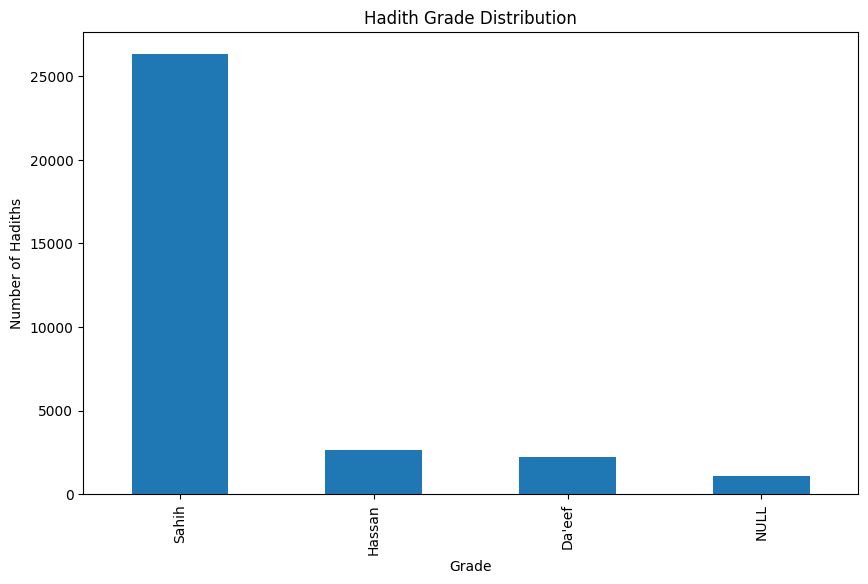 Hadith Grade Distribution
Number of Hadiths
25000
20000
15000
10000
5000
0
Sahih
Hassan
Da'eef
NULL
Grade